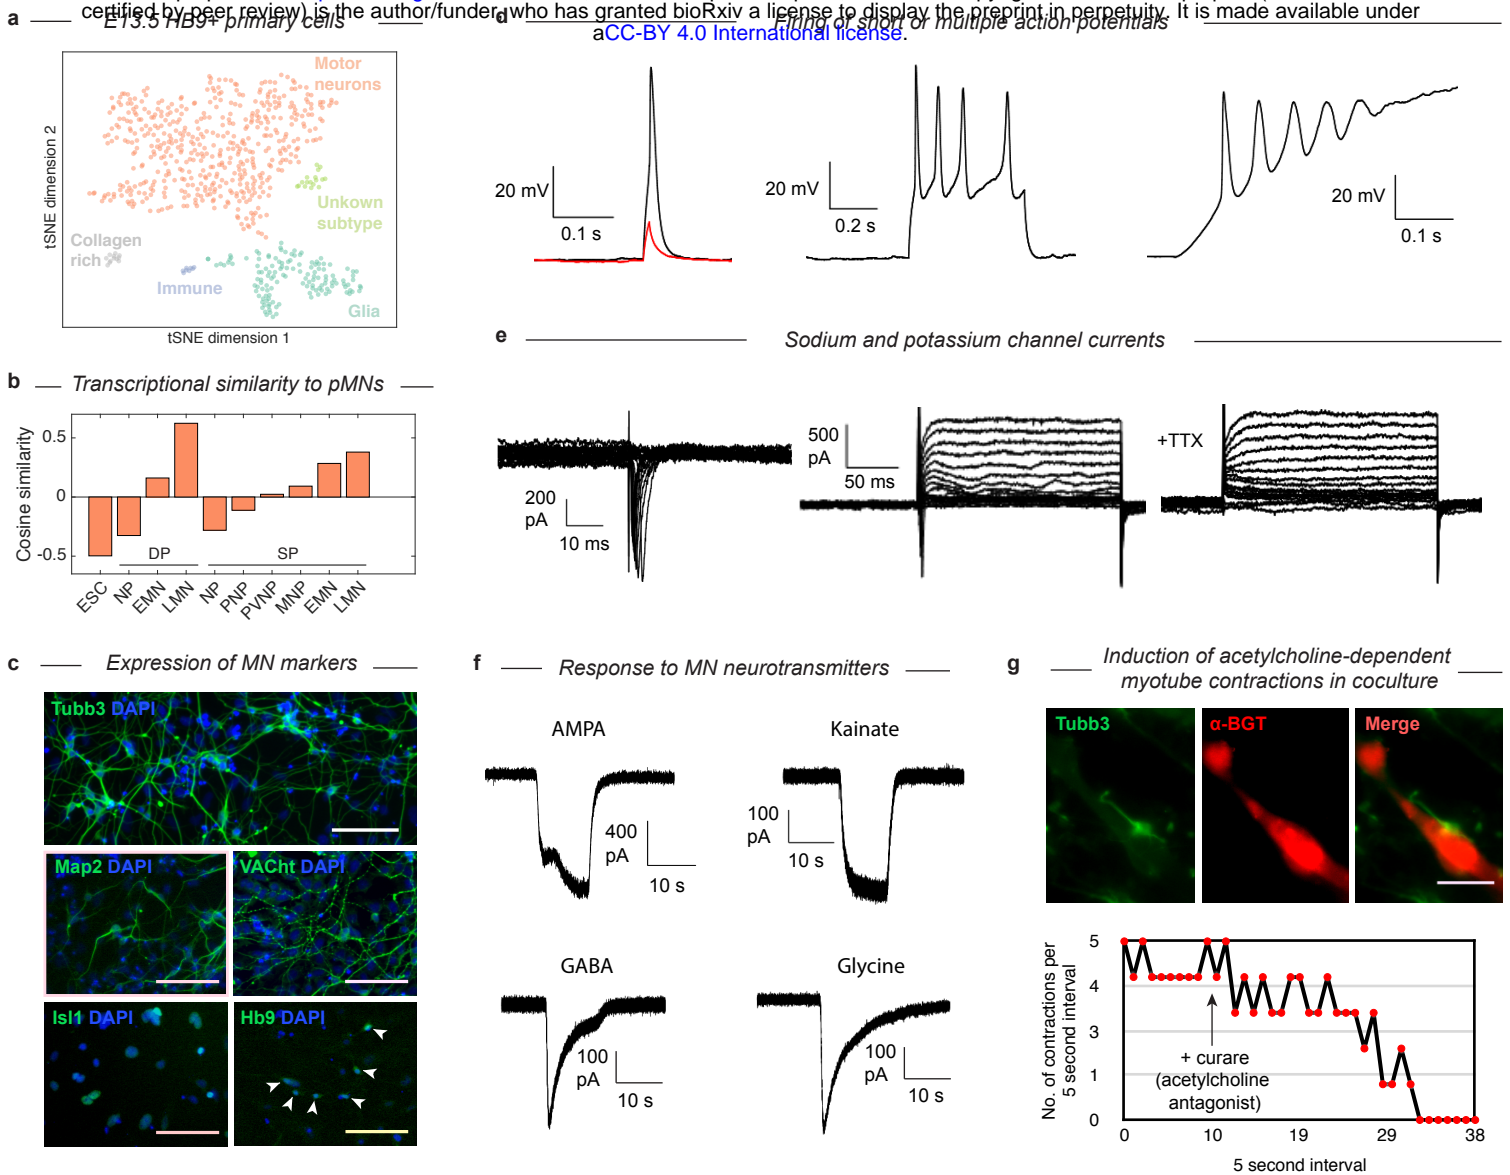 certified by peer review) is the author/funder, who has granted bioRxiv a license to display the preprint in perpetuity. It is made available under
aCC-BY 4.0 International license.
a
E13.5 HB9+ primary cells
Motor
neurons
Unkown
subtype
Collagen
rich
Immune
Glia
tSNE dimension 2
tSNE dimension 1
b
Transcriptional similarity to pMNs
Cosine similarity
0.5
0
-0.5
DP
SP
ESC
NP
EMN
LMN
NP
PNP
PVNP
MNP
EMN
LMN
c
Expression of MN markers
Tubb3 DAPI
Map2 DAPI
VACht DAPI
Isl1 DAPI
Hb9 DAPI
d
Firing of short or multiple action potentials
20 mV
0.1 s
20 mV
0.2 s
20 mV
0.1 s
e
Sodium and potassium channel currents
200
pA
10 ms
500
pA
50 ms
+TTX
f
Response to MN neurotransmitters
AMPA
400
pA
10 s
Kainate
100
pA
10 s
GABA
100
pA
10 s
Glycine
100
pA
10 s
g
Induction of acetylcholine-dependent
myotube contractions in coculture
Tubb3
α-BGT
Merge
No. of contractions per
5 second interval
5
4
3
1
0
+ curare
(acetylcholine
antagonist)
0
10
19
29
38
5 second interval